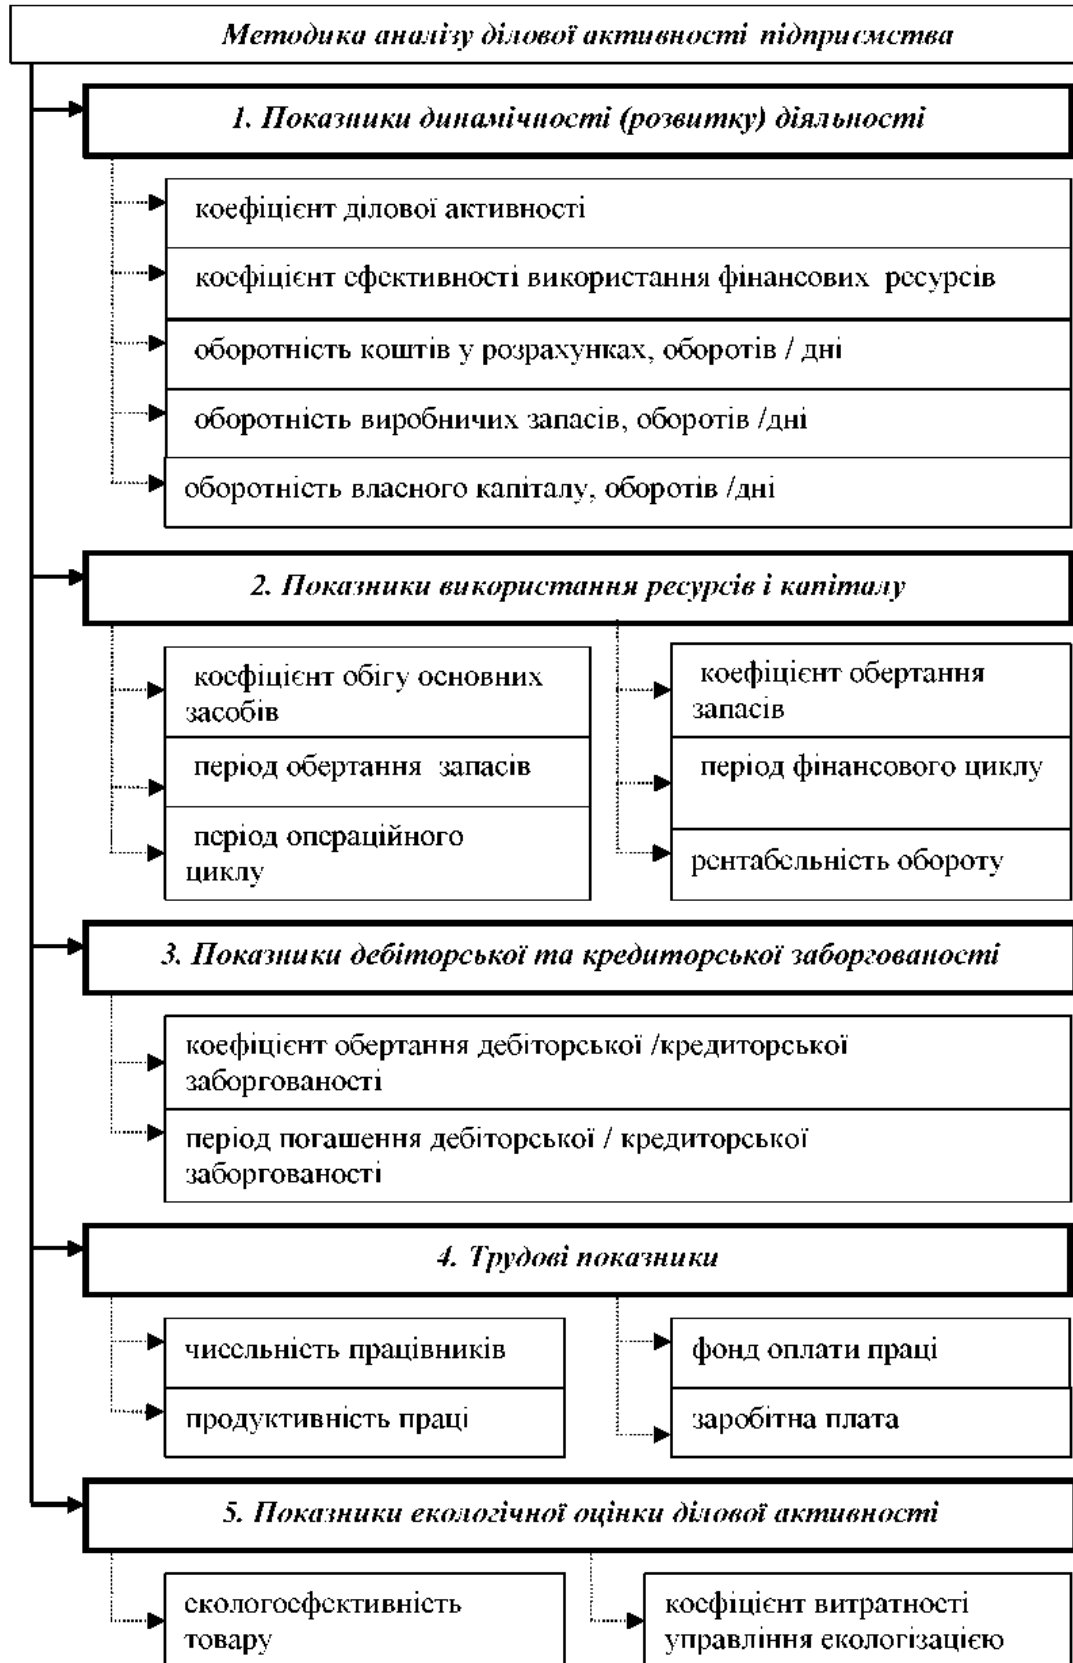 Методика аналізу ділової активності підприємства
1. Показники динамічності (розвитку) діяльності
коефіцієнт ділової активності
коефіцієнт ефективності використання фінансових ресурсів
оборотність коштів у розрахунках, оборотів / дні
оборотність виробничих запасів, оборотів /дні
оборотність власного капіталу, оборотів /дні
2. Показники використання ресурсів і капіталу
коефіцієнт обігу основних
засобів
період обертання запасів
період операційного
циклу
коефіцієнт обертання
запасів
період фінансового циклу
рентабельність обороту
3. Показники дебіторської та кредиторської заборгованості
коефіцієнт обертання дебіторської /кредиторської
заборгованості
період погашення дебіторської / кредиторської
заборгованості
4. Трудові показники
чисельність працівників
продуктивність праці
фонд оплати праці
заробітна плата
5. Показники екологічної оцінки ділової активності
екологоефективність
товару
коефіцієнт витратності
управління екологізацією